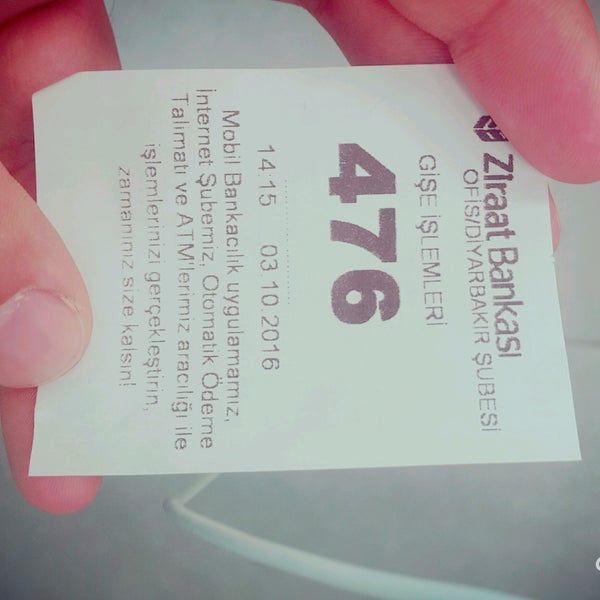 Ziraat Bankası
OFİS/DİYARBAKIR ŞUBESİ
GİŞE İŞLEMLERİ
476
14:15 03.10.2016
Mobil Bankacılık uygulamamız,
İnternet Şubemiz, Otomatik Ödeme
Talimatı ve ATM'lerimiz aracılığı ile
işlemlerinizi gerçekleştirin,
zamanınız size kalsın!